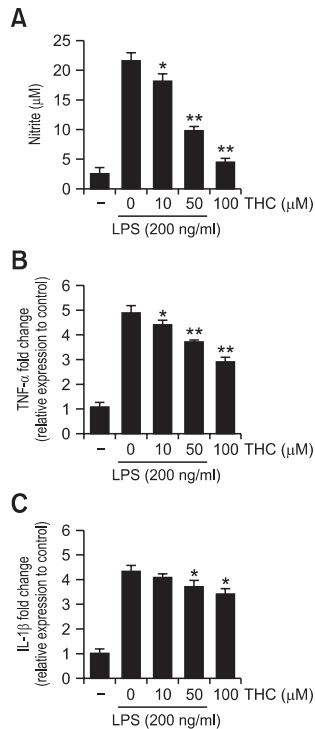 A
25
20
15
10
5
0
Nitrite (μM)
*
**
**
– 0 10 50 100 THC (μM)
LPS (200 ng/ml)
B
6
5
4
3
2
1
0
TNF-α fold change
(relative expression to control)
*
**
**
– 0 10 50 100 THC (μM)
LPS (200 ng/ml)
C
6
5
4
3
2
1
0
IL-1β fold change
(relative expression to control)
*
*
– 0 10 50 100 THC (μM)
LPS (200 ng/ml)